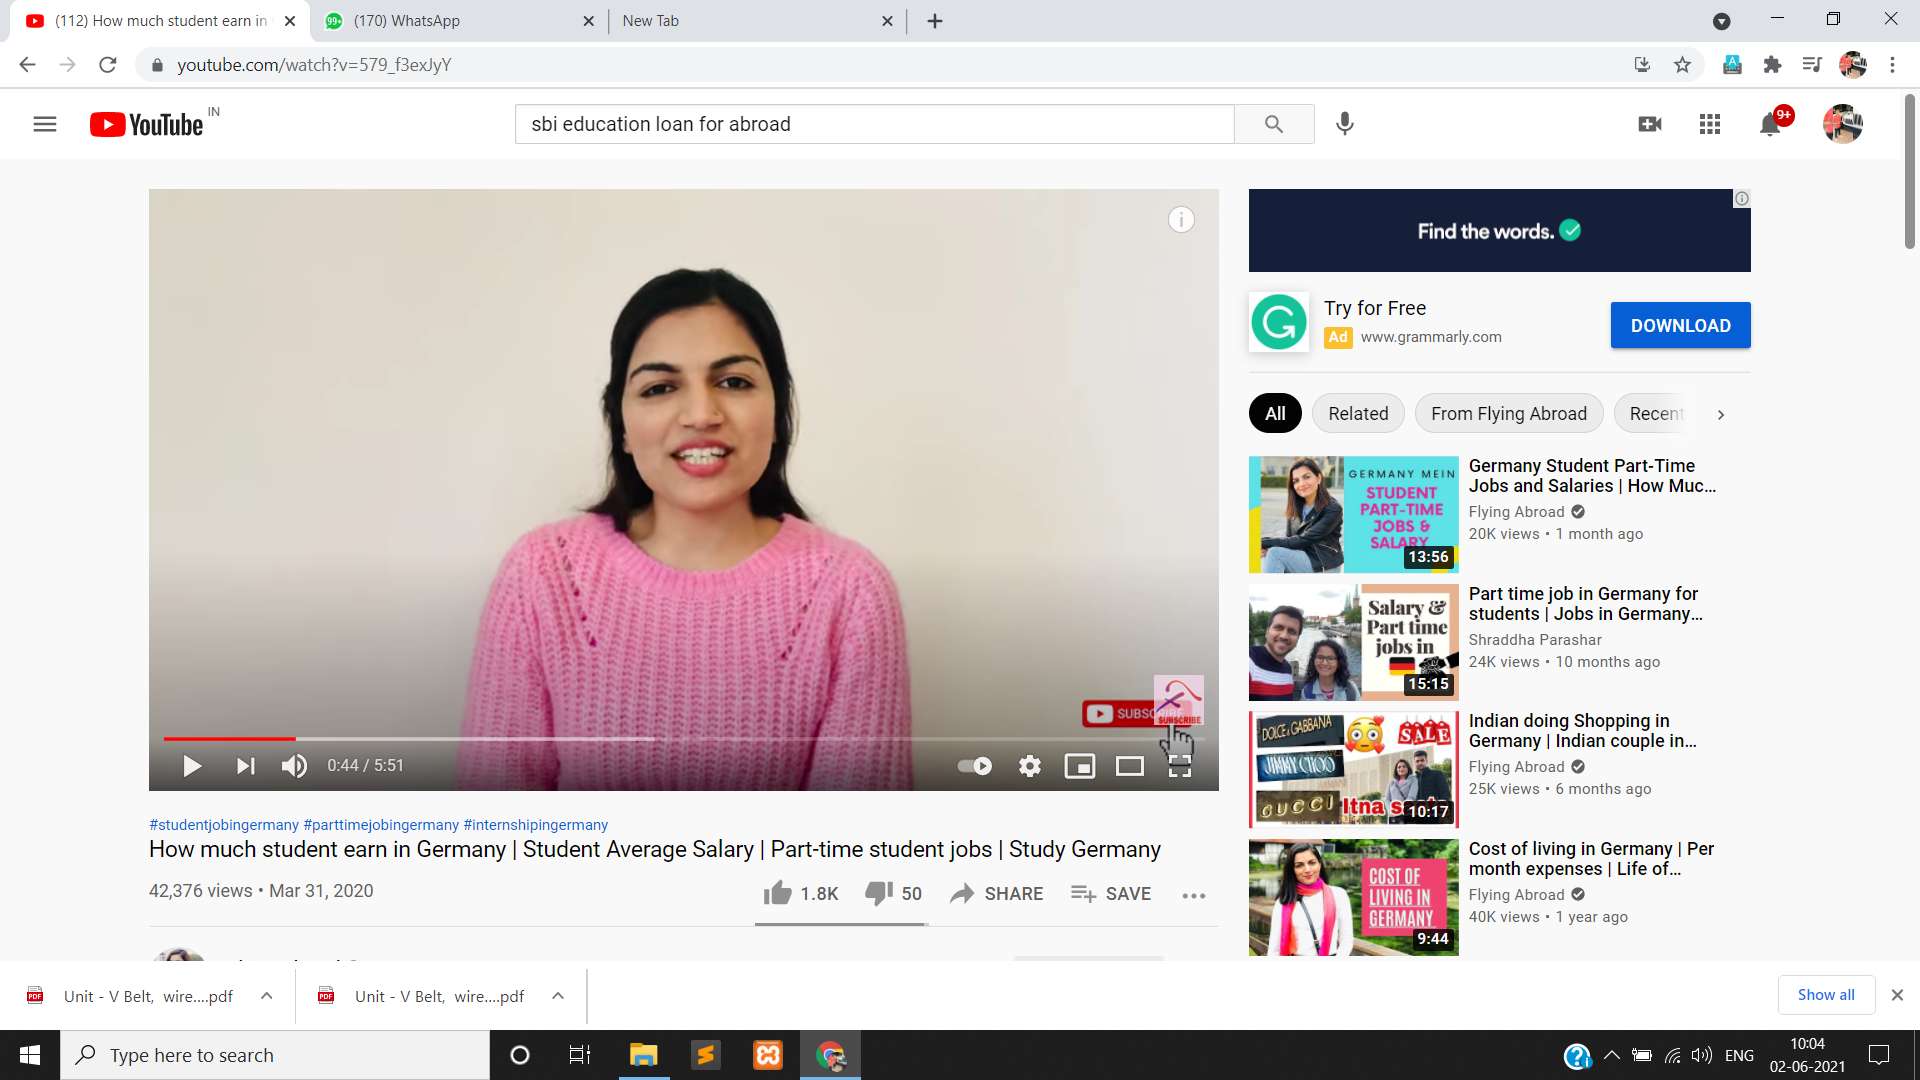 (112) How much student earn in
(170) WhatsApp
New Tab
youtube.com/watch?v=579_f3exJyY
YouTube IN
sbi education loan for abroad
9+
Find the words.
Try for Free
Ad www.grammarly.com
DOWNLOAD
All
Related
From Flying Abroad
Recent
SUBSCRIBE
0:44 / 5:51
#studentjobingermany #parttimejobingermany #internshipingermany
How much student earn in Germany | Student Average Salary | Part-time student jobs | Study Germany
42,376 views • Mar 31, 2020
1.8K
50
SHARE
SAVE
GERMANY MEIN
STUDENT
PART-TIME
JOBS &
SALARY
13:56
Germany Student Part-Time
Jobs and Salaries | How Muc...
Flying Abroad
20K views • 1 month ago
Salary &
Part time
jobs in
15:15
Part time job in Germany for
students | Jobs in Germany...
Shraddha Parashar
24K views • 10 months ago
DOLCE & GABBANA
SALE
JIMMY CHOO
GUCCI
Itna
10:17
Indian doing Shopping in
Germany | Indian couple in...
Flying Abroad
25K views • 6 months ago
COST OF
LIVING IN
GERMANY
9:44
Cost of living in Germany | Per
month expenses | Life of...
Flying Abroad
40K views • 1 year ago
Unit - V Belt, wire....pdf
Unit - V Belt, wire....pdf
Show all
Type here to search
ENG
10:04
02-06-2021